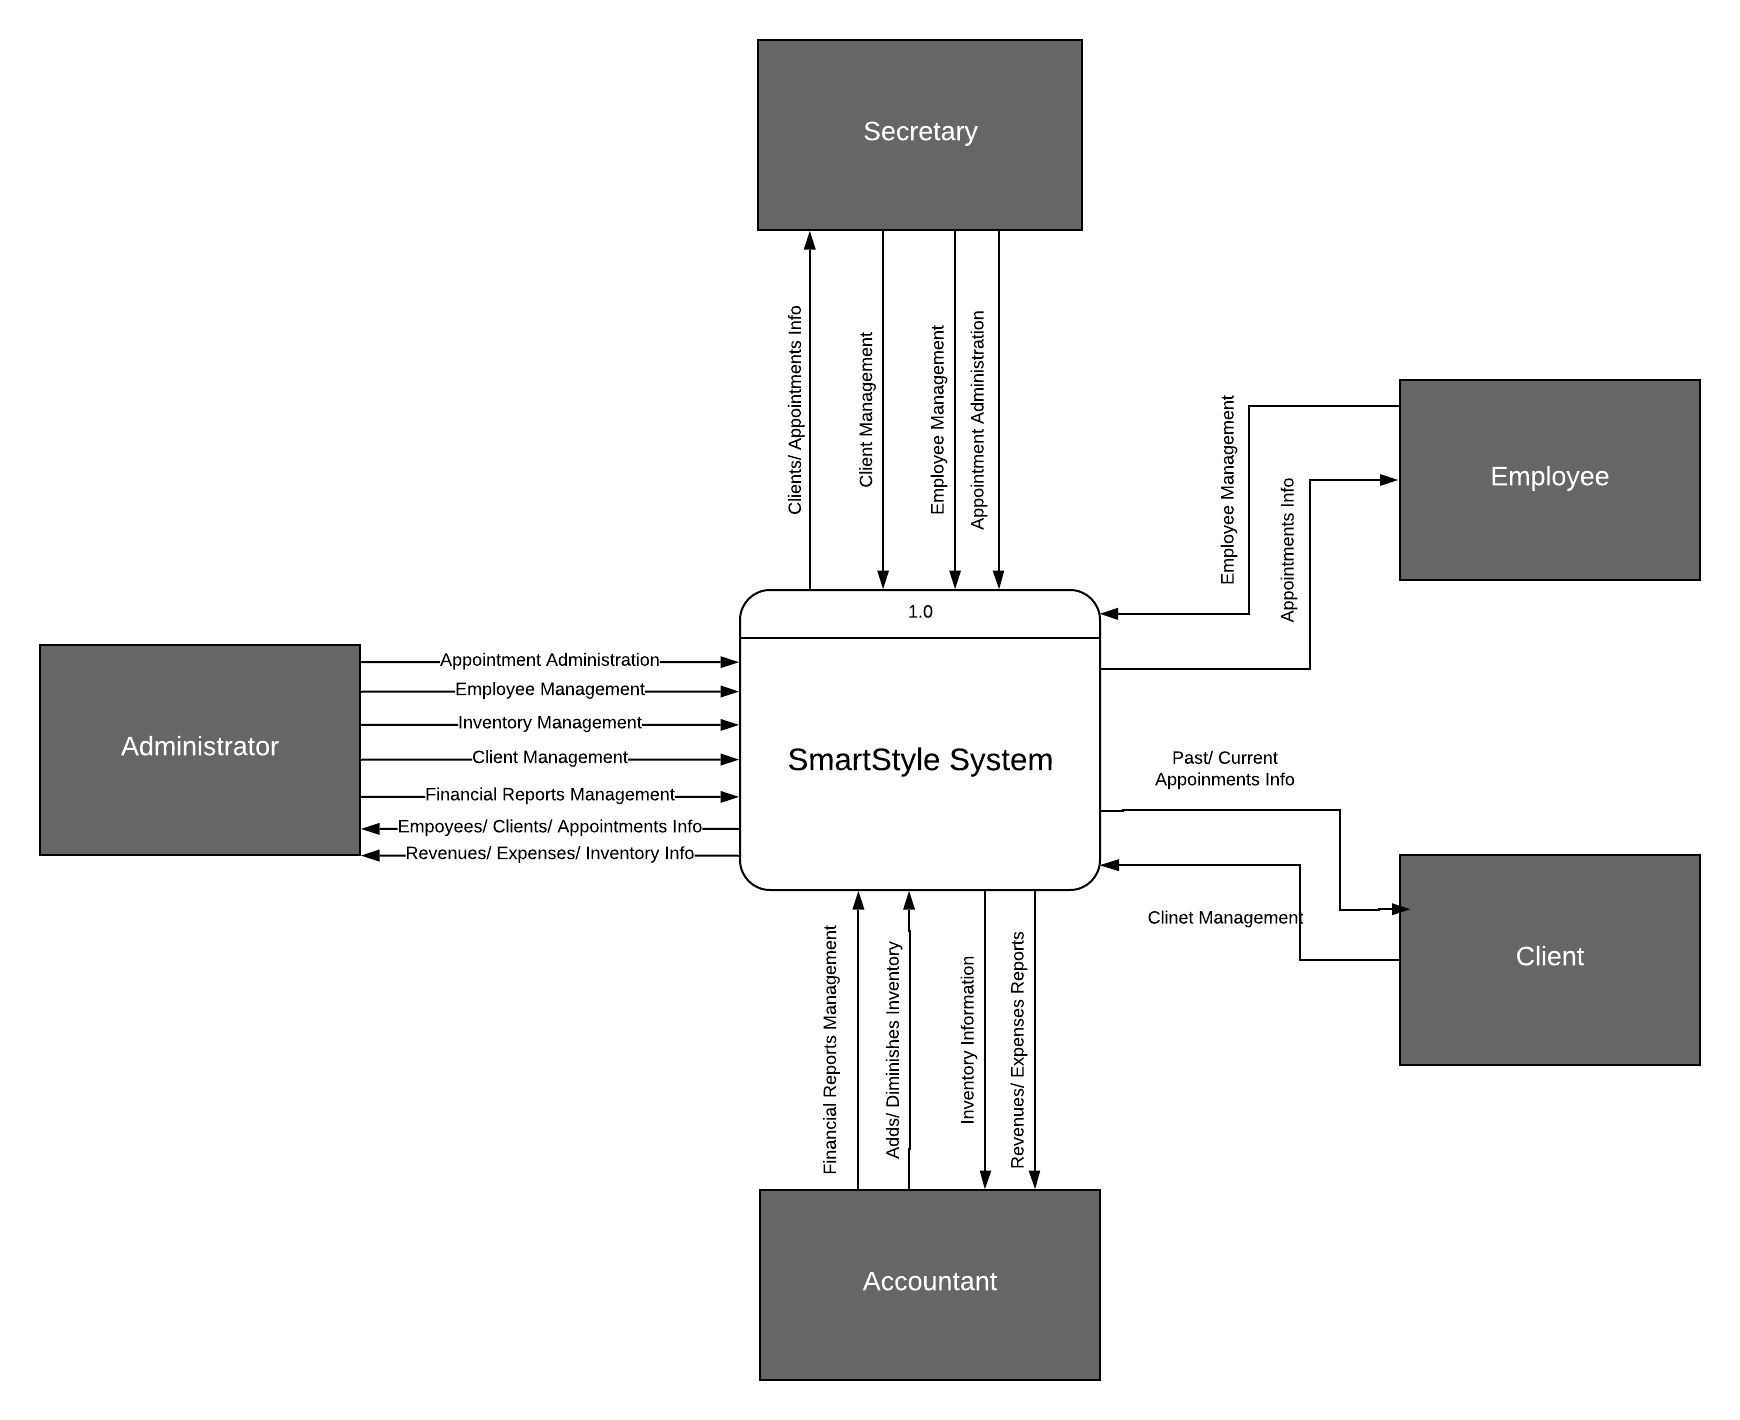 Secretary
Clients/ Appointments Info
Client Management
Employee Management
Appointment Administration
Employee Management
Appointments Info
Employee
1.0
SmartStyle System
Administrator
Appointment Administration
Employee Management
Inventory Management
Client Management
Financial Reports Management
Empoyees/ Clients/ Appointments Info
Revenues/ Expenses/ Inventory Info
Past/ Current
Appoinments Info
Clinet Management
Client
Financial Reports Management
Adds/ Diminishes Inventory
Inventory Information
Revenues/ Expenses Reports
Accountant